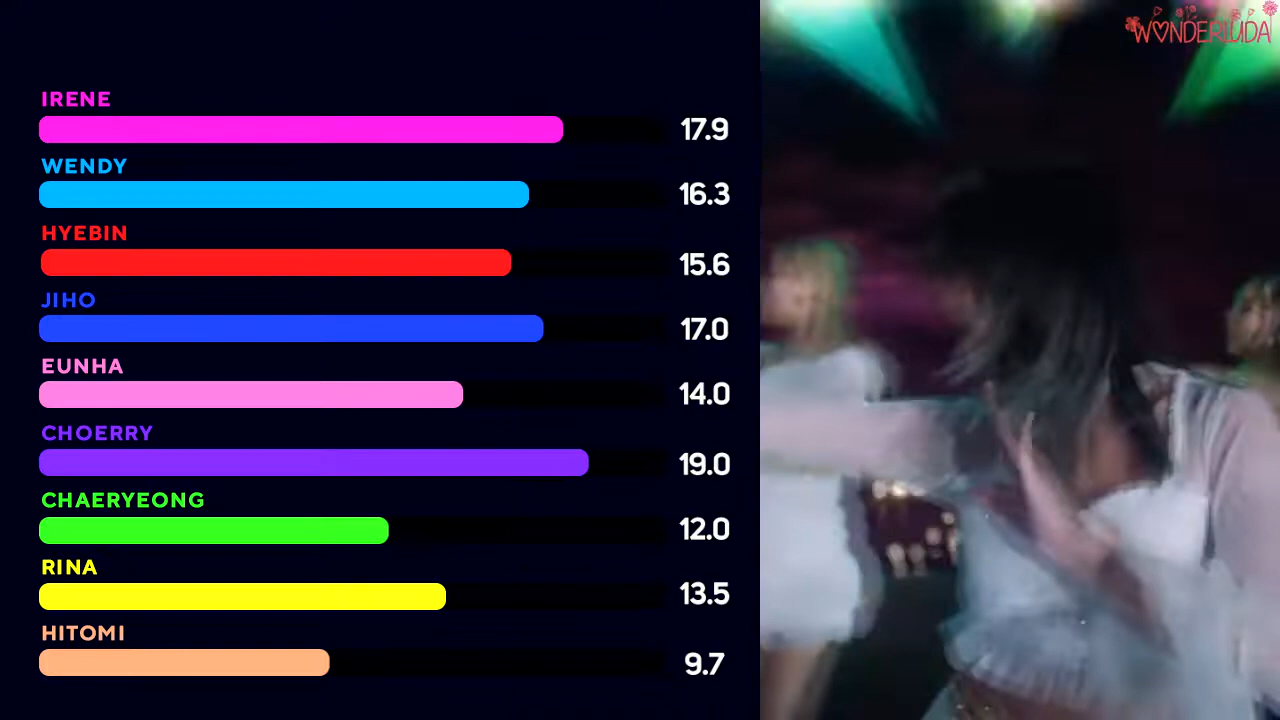 WONDERLUDA
IRENE
17.9
WENDY
16.3
HYEBIN
15.6
JIHO
17.0
EUNHA
14.0
CHOERRY
19.0
CHAERYEONG
12.0
RINA
13.5
HITOMI
9.7